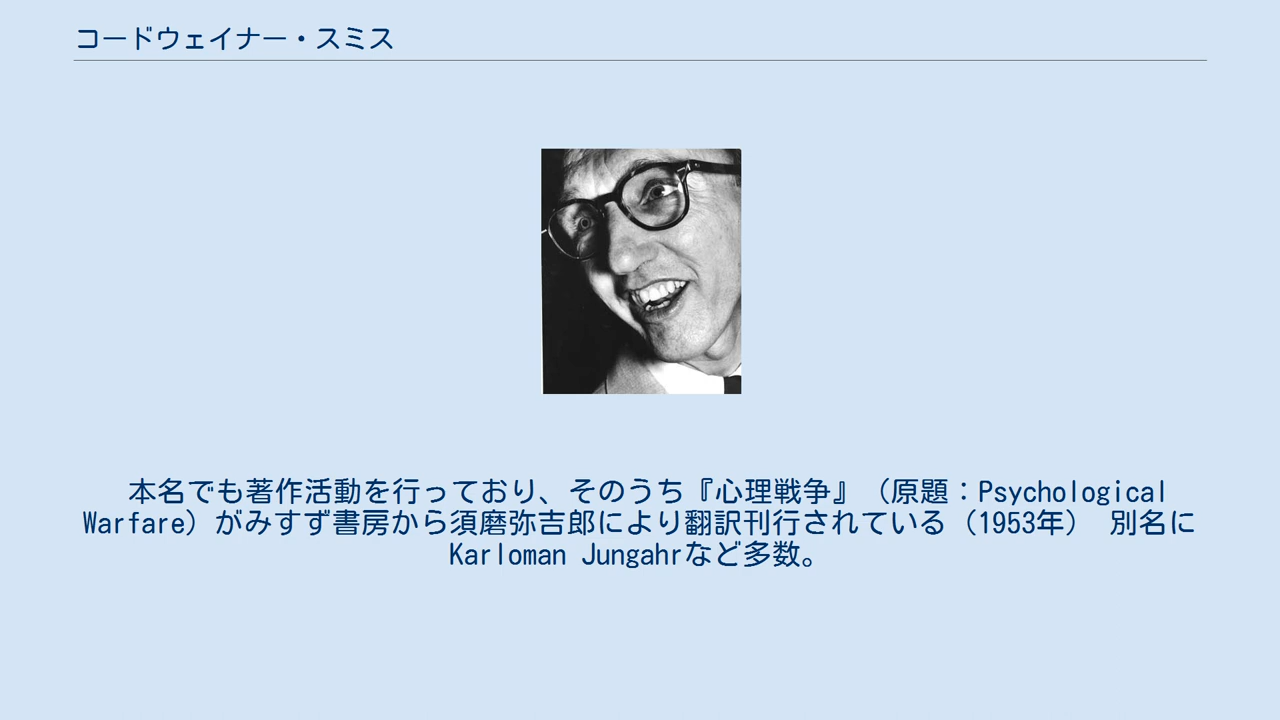 コードウェイナー・スミス
本名でも著作活動を行っており、そのうち『心理戦争』（原題：Psychological
Warfare）がみすず書房から須磨弥吉郎により翻訳刊行されている（1953年） 別名に
Karloman Jungahrなど多数。